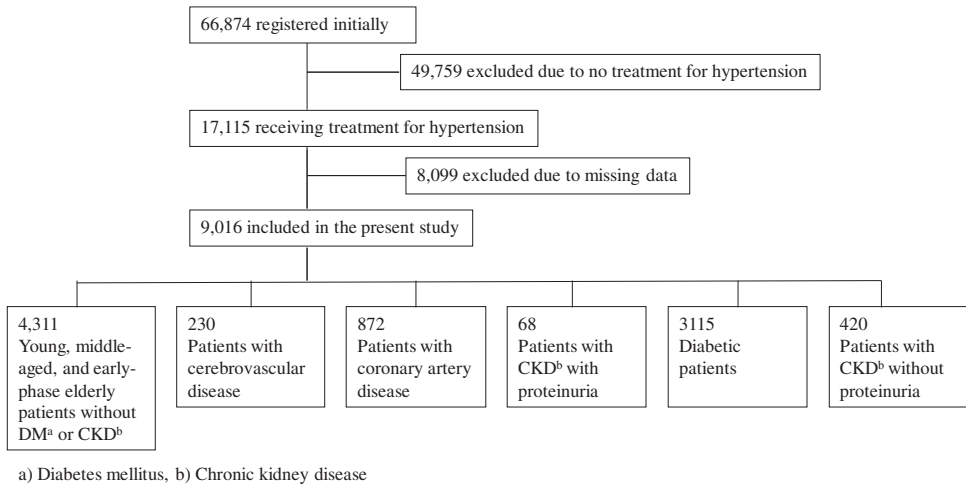 66,874 registered initially
49,759 excluded due to no treatment for hypertension
17,115 receiving treatment for hypertension
8,099 excluded due to missing data
9,016 included in the present study
4,311
Young, middle-
aged, and early-
phase elderly
patients without
DMᵃ or CKDᵇ
230
Patients with
cerebrovascular
disease
872
Patients with
coronary artery
disease
68
Patients with
CKDᵇ with
proteinuria
3115
Diabetic
patients
420
Patients with
CKDᵇ without
proteinuria
a) Diabetes mellitus, b) Chronic kidney disease